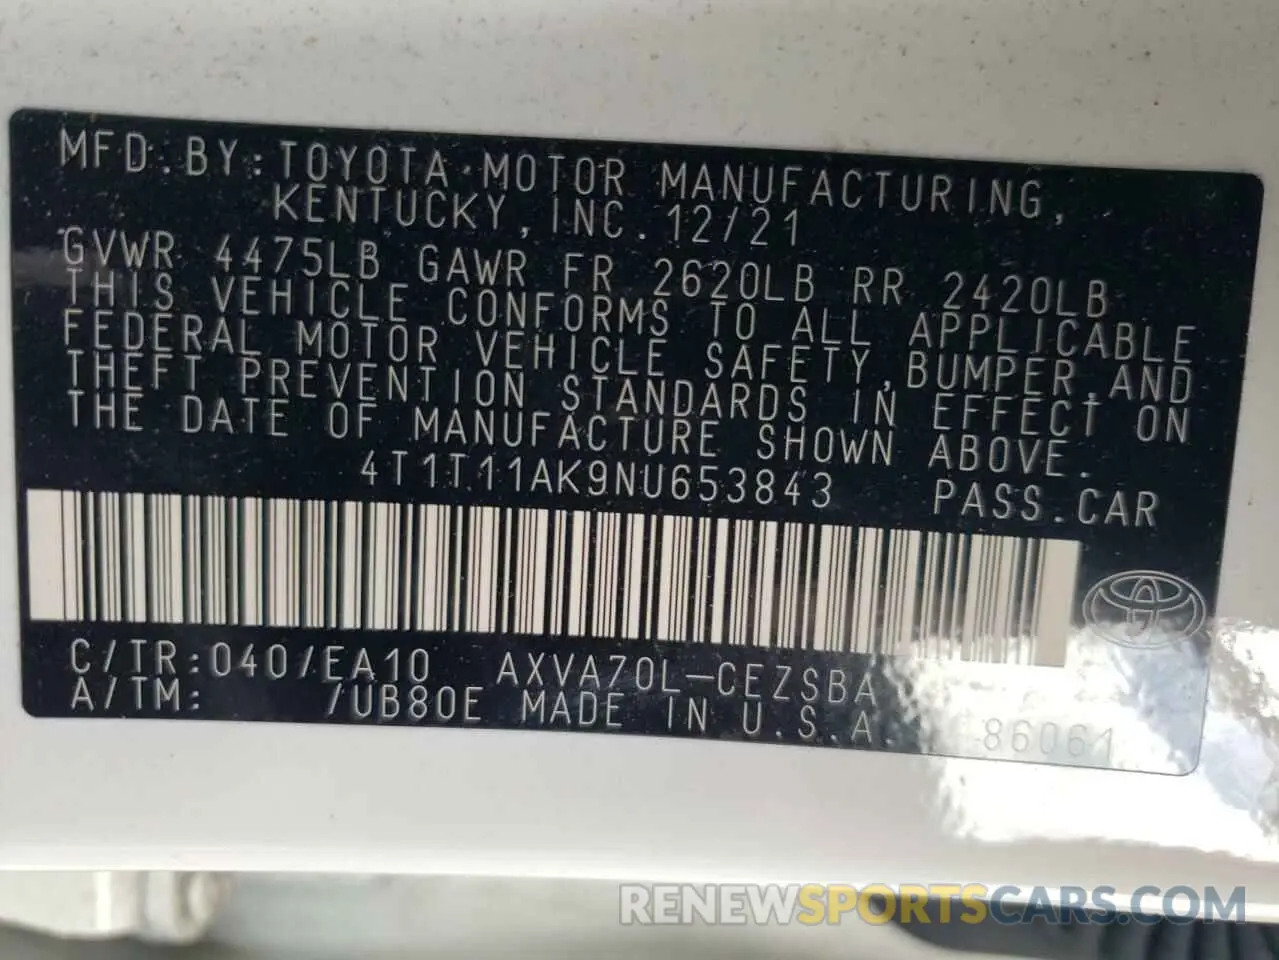 MFD.BY:TOYOTA MOTOR MANUFACTURING,
KENTUCKY, INC. 12/21
GVWR 4475LB GAWR FR 2620LB RR 2420LB
THIS VEHICLE CONFORMS TO ALL APPLICABLE
FEDERAL MOTOR VEHICLE SAFETY,BUMPER,AND
THEFT PREVENTION STANDARDS IN EFFECT ON
THE DATE OF MANUFACTURE SHOWN ABOVE.
4T1T11AK9NU653843 PASS.CAR
C/TR:040/EA10 AXVA70L-CEZSBA
A/TM: /UB80E MADE IN U.S.A. 86061
RENEWSPORTSCARS.COM